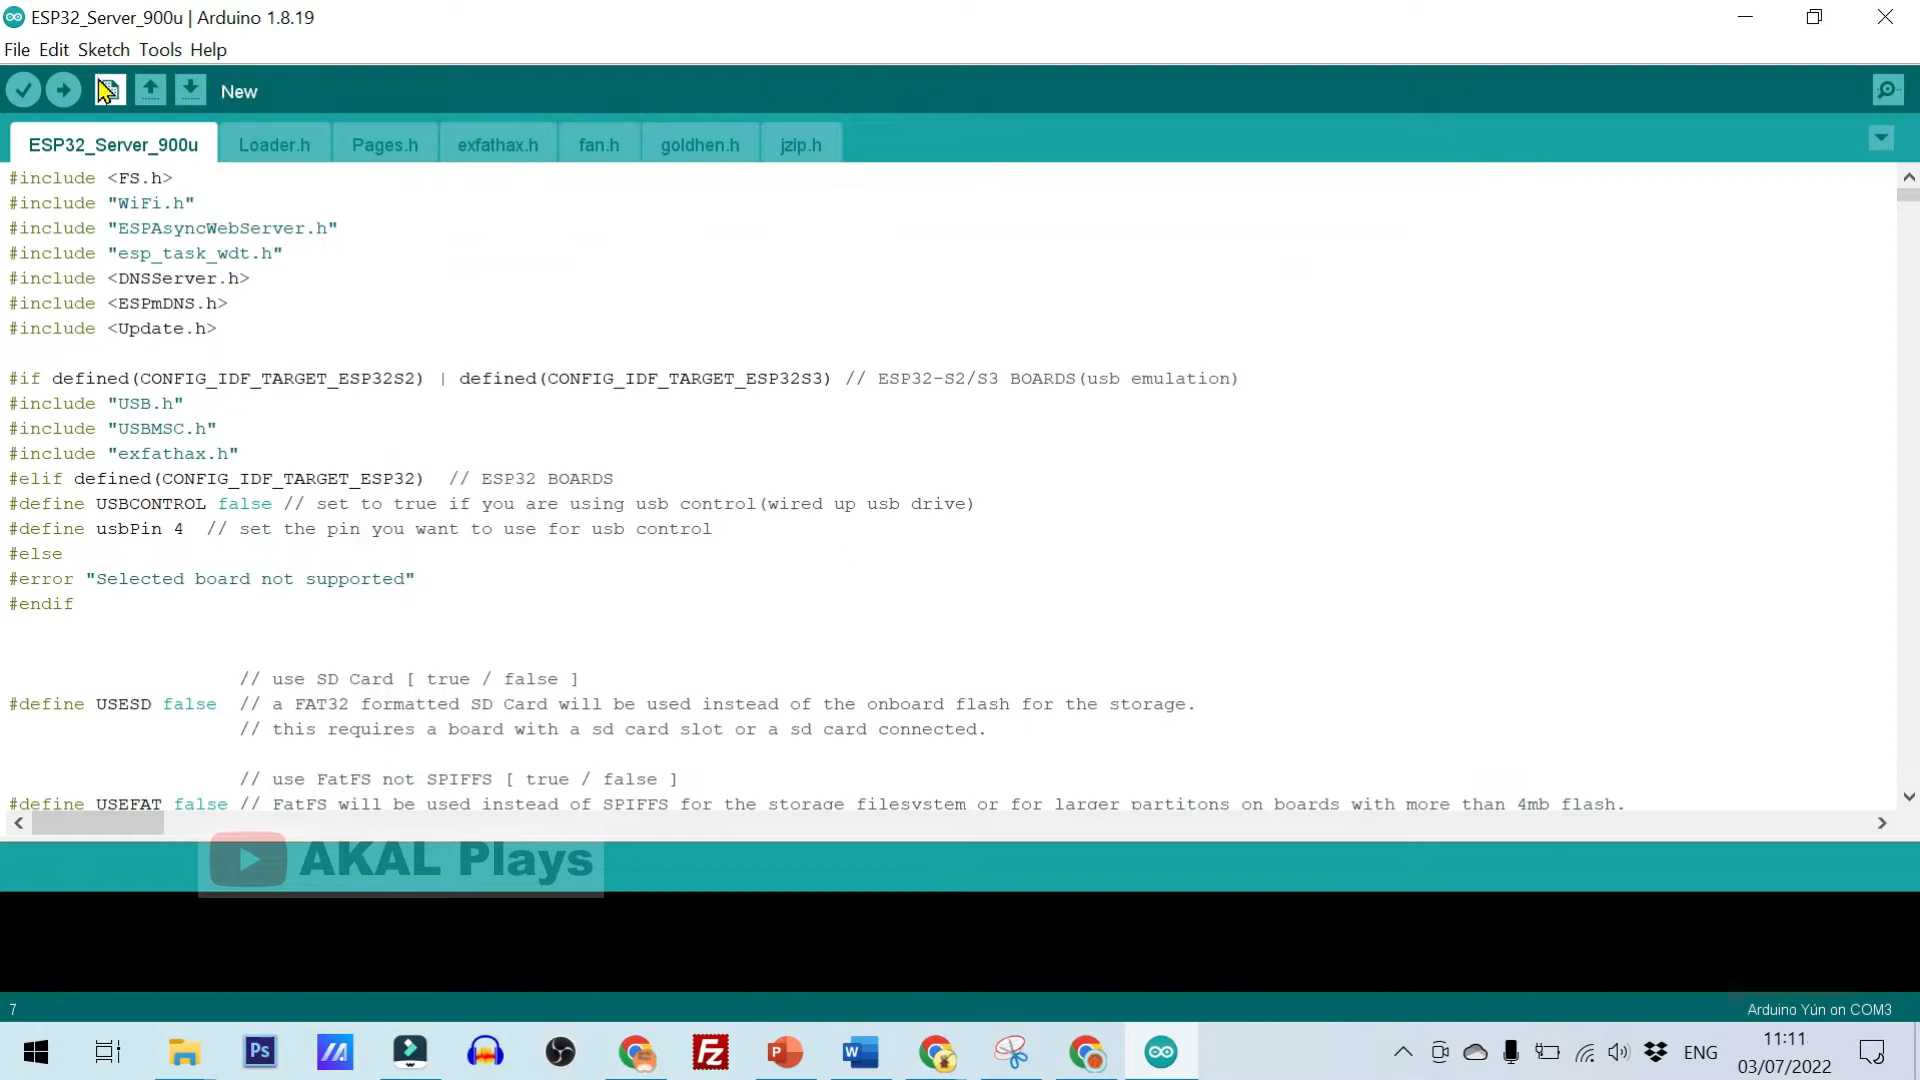 ESP32_Server_900u | Arduino 1.8.19
File Edit Sketch Tools Help
New
ESP32_Server_900u Loader.h Pages.h exfathax.h fan.h goldhen.h jzip.h
#include <FS.h>
#include "WiFi.h"
#include "ESPAsyncWebServer.h"
#include "esp_task_wdt.h"
#include <DNSServer.h>
#include <ESPmDNS.h>
#include <Update.h>
#if defined(CONFIG_IDF_TARGET_ESP32S2) | defined(CONFIG_IDF_TARGET_ESP32S3) // ESP32-S2/S3 BOARDS(usb emulation)
#include "USB.h"
#include "USBMSC.h"
#include "exfathax.h"
#elif defined(CONFIG_IDF_TARGET_ESP32)  // ESP32 BOARDS
#define USBCONTROL false // set to true if you are using usb control(wired up usb drive)
#define usbPin 4  // set the pin you want to use for usb control
#else
#error "Selected board not supported"
#endif
// use SD Card [ true / false ]
#define USESD false  // a FAT32 formatted SD Card will be used instead of the onboard flash for the storage.
// this requires a board with a sd card slot or a sd card connected.
// use FatFS not SPIFFS [ true / false ]
#define USEFAT false // FatFS will be used instead of SPIFFS for the storage filesystem or for larger partitons on boards with more than 4mb flash.
AKAL Plays
7
Arduino Yún on COM3
Ps
Fz
P
W
ENG
11:11
03/07/2022